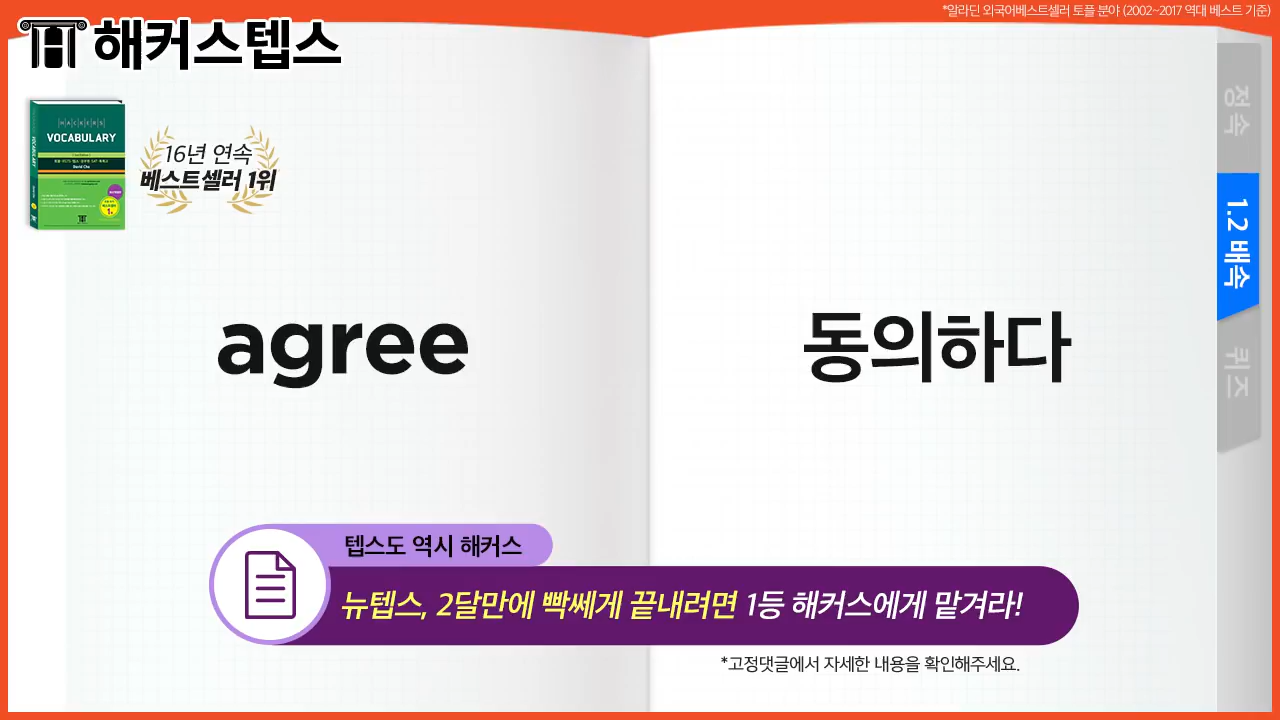 *알라딘 외국어베스트셀러 토플 분야 (2002~2017 역대 베스트 기준)
해커스텝스
HACKERS
VOCABULARY
16년 연속
베스트셀러 1위
정속
1.2 배속
퀴즈
agree
동의하다
텝스도 역시 해커스
뉴텝스, 2달만에 빡쎄게 끝내려면 1등 해커스에게 맡겨라!
*고정댓글에서 자세한 내용을 확인해주세요.